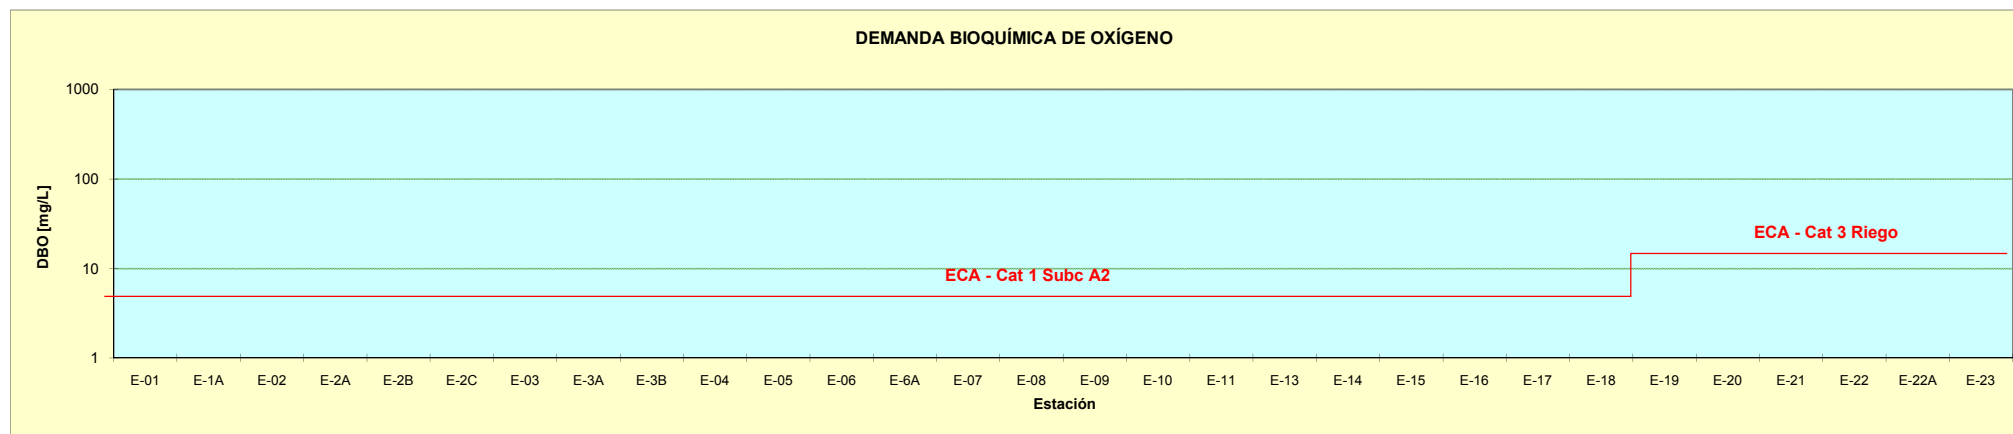 DEMANDA BIOQUÍMICA DE OXÍGENO
1000
100
10
1
DBO [mg/L]
ECA - Cat 3 Riego
ECA - Cat 1 Subc A2
E-01 E-1A E-02 E-2A E-2B E-2C E-03 E-3A E-3B E-04 E-05 E-06 E-6A E-07 E-08 E-09 E-10 E-11 E-13 E-14 E-15 E-16 E-17 E-18 E-19 E-20 E-21 E-22 E-22A E-23
Estación